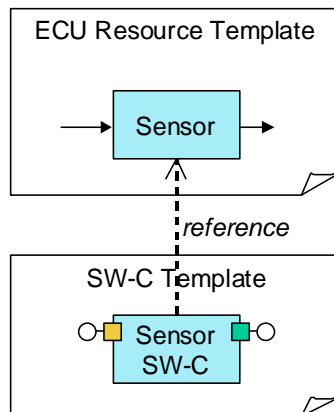 ECU Resource Template
Sensor
reference
SW-C Template
Sensor
SW-C